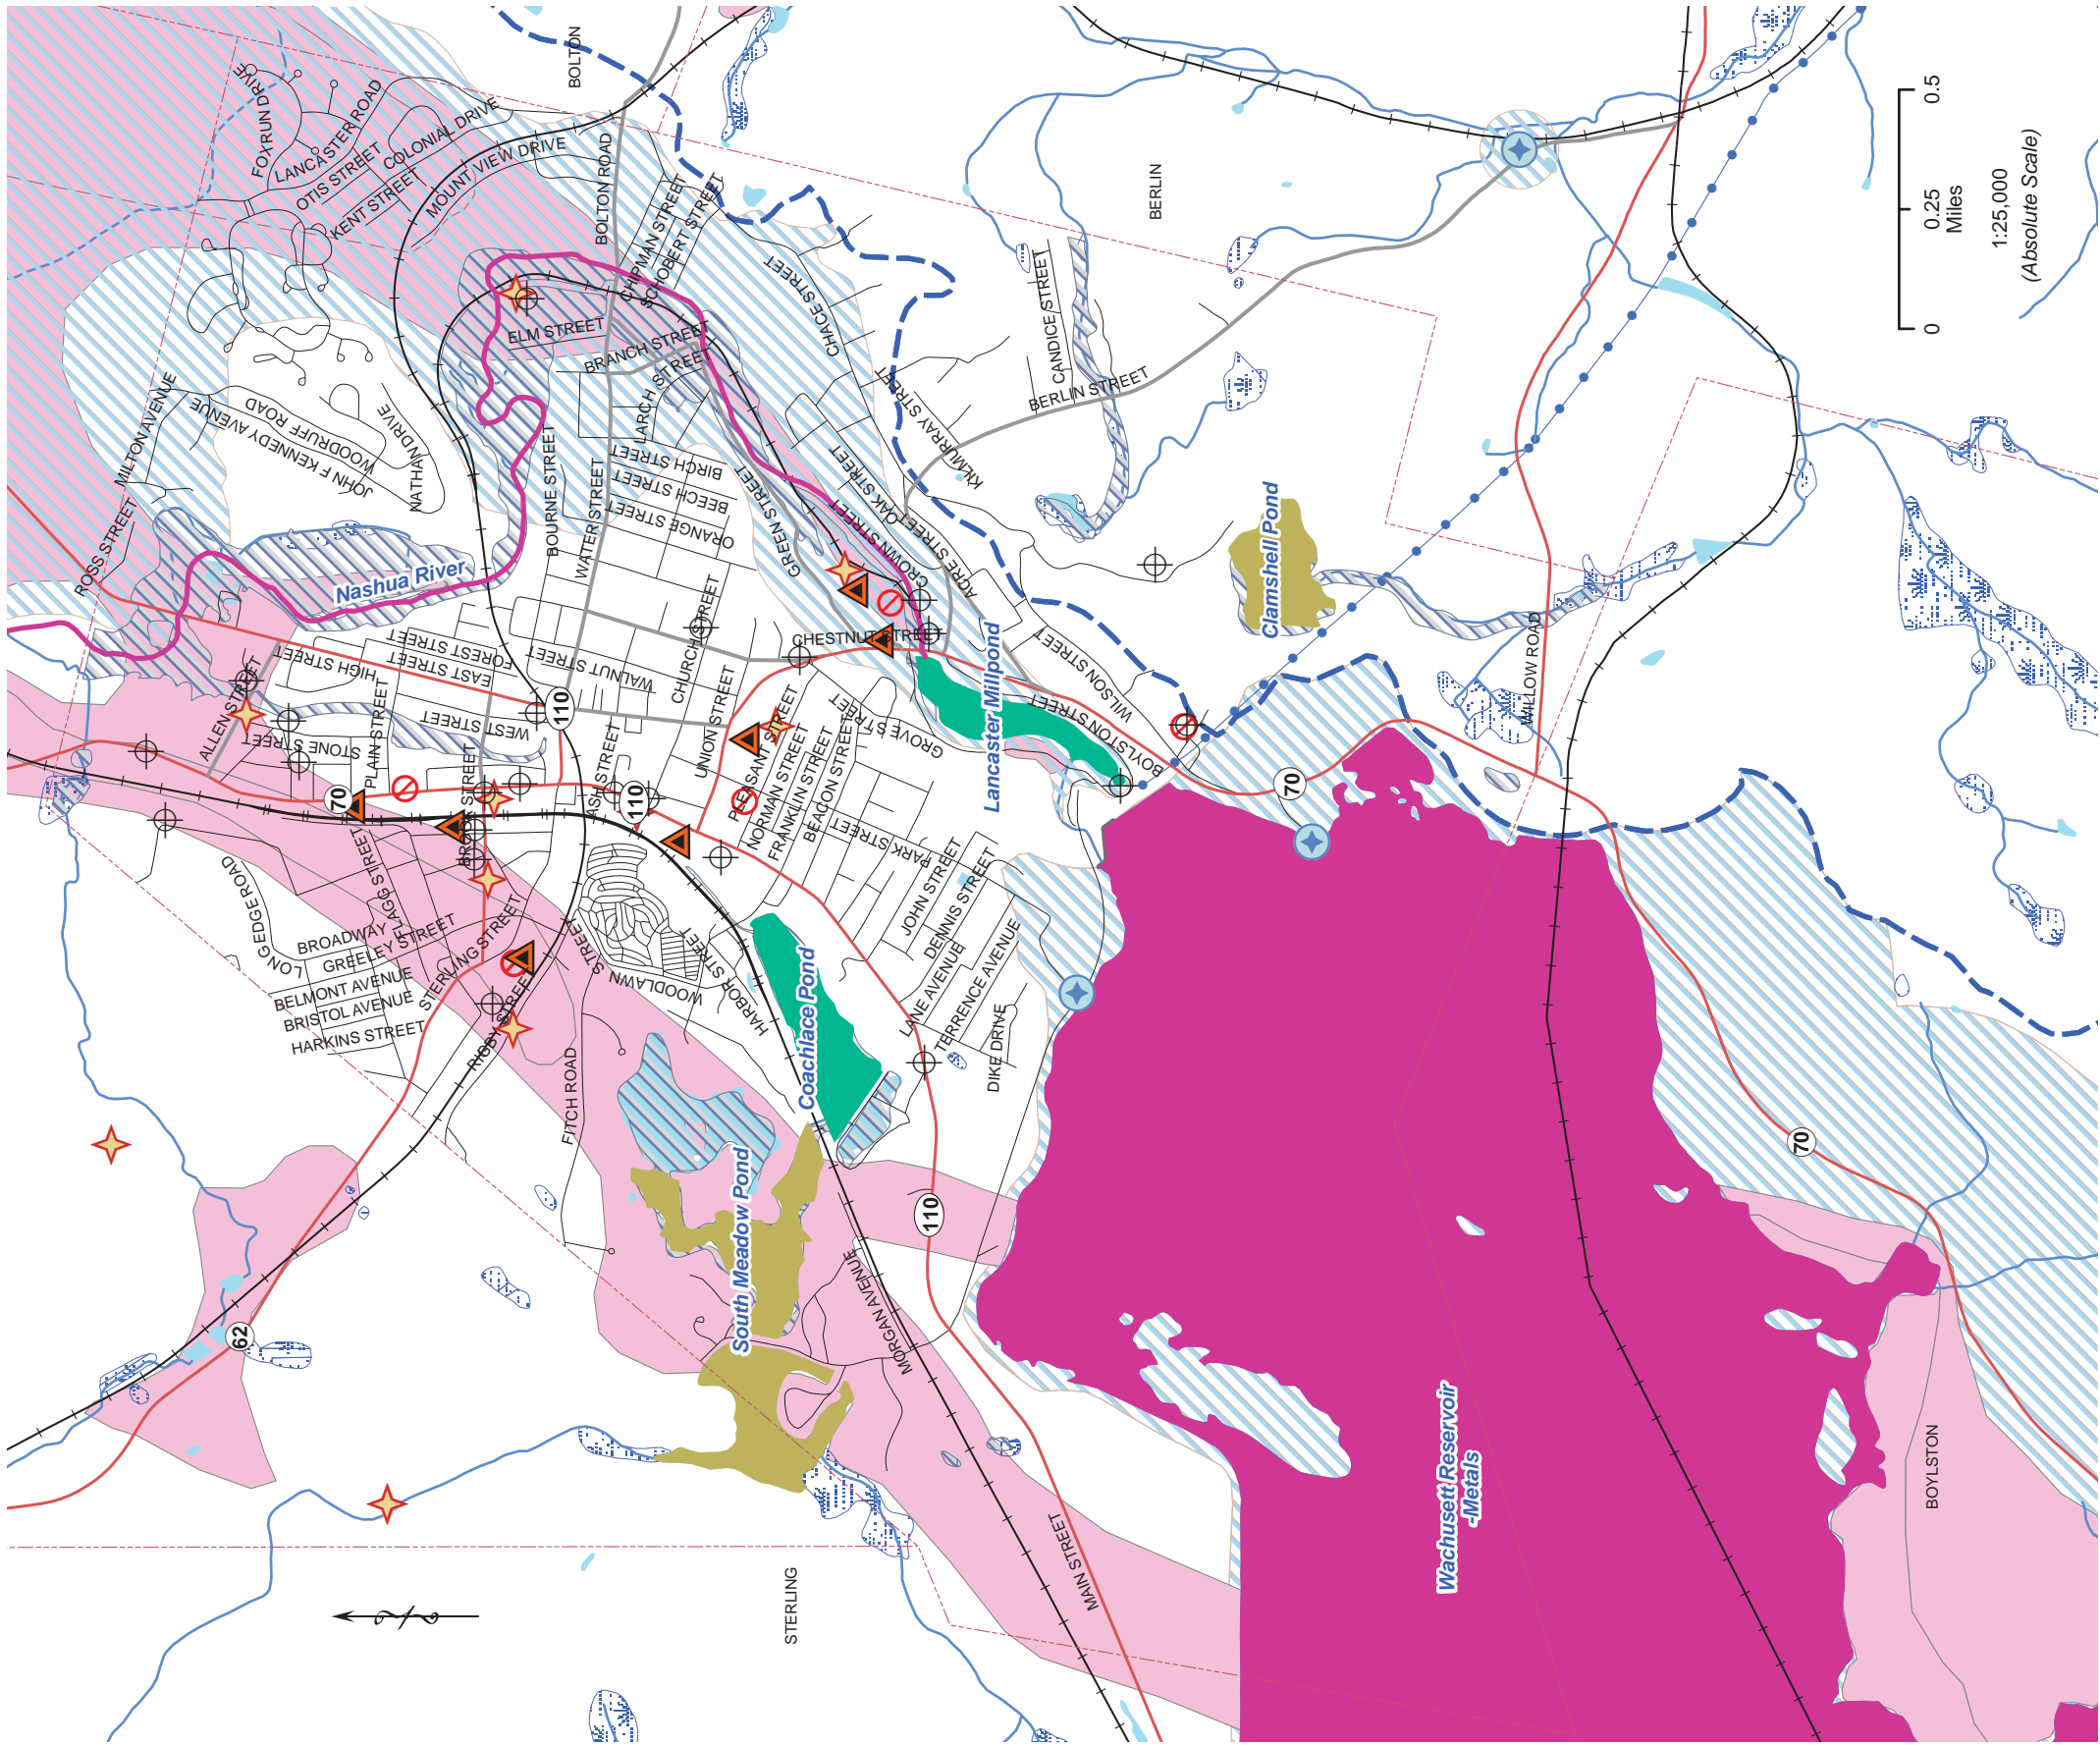 BOLTON
FOXRUN DRIVE
LANCASTER ROAD
OTIS STREET
COLONIAL DRIVE
KENT STREET
MOUNT VIEW DRIVE
BOLTON ROAD
CHIPMAN STREET
SCHOBERT STREET
CHACE STREET
BERLIN
ELM STREET
BRANCH STREET
LARCH STREET
CANDICE STREET
BERLIN STREET
KILMURRAY STREET
MILTON AVENUE
JOHN F KENNEDY AVENUE
WOODRUFF ROAD
NATHAN DRIVE
ROSS STREET
Nashua River
BOURNE STREET
WATER STREET
BIRCH STREET
BEECH STREET
ORANGE STREET
GREEN STREET
OAK STREET
CROWN STREET
ACRE STREET
Clamshell Pond
ALLEN STREET
HIGH STREET
FOREST STREET
EAST STREET
WEST STREET
WALNUT STREET
CHURCH STREET
CHESTNUT STREET
UNION STREET
Lancaster Millpond
WILSON STREET
BOYLSTON STREET
WILLOW ROAD
STONE STREET
PLAIN STREET
BROOK STREET
110
70
ASH STREET
110
PLEASANT STREET
NORMAN STREET
FRANKLIN STREET
BEACON STREET
GROVE STREET
PARK STREET
70
LONGEDGE ROAD
FLAGG STREET
BROADWAY
GREELEY STREET
BELMONT AVENUE
BRISTOL AVENUE
HARKINS STREET
STERLING STREET
RIGBY STREET
WOODLAWN STREET
HARBOR STREET
JOHN STREET
DENNIS STREET
LANE AVENUE
TERRENCE AVENUE
DIKE DRIVE
Coachlace Pond
FITCH ROAD
South Meadow Pond
110
MORGAN AVENUE
62
70
Wachusett Reservoir
-Metals
BOYLSTON
MAIN STREET
STERLING
0
0.25
0.5
Miles
1:25,000
(Absolute Scale)